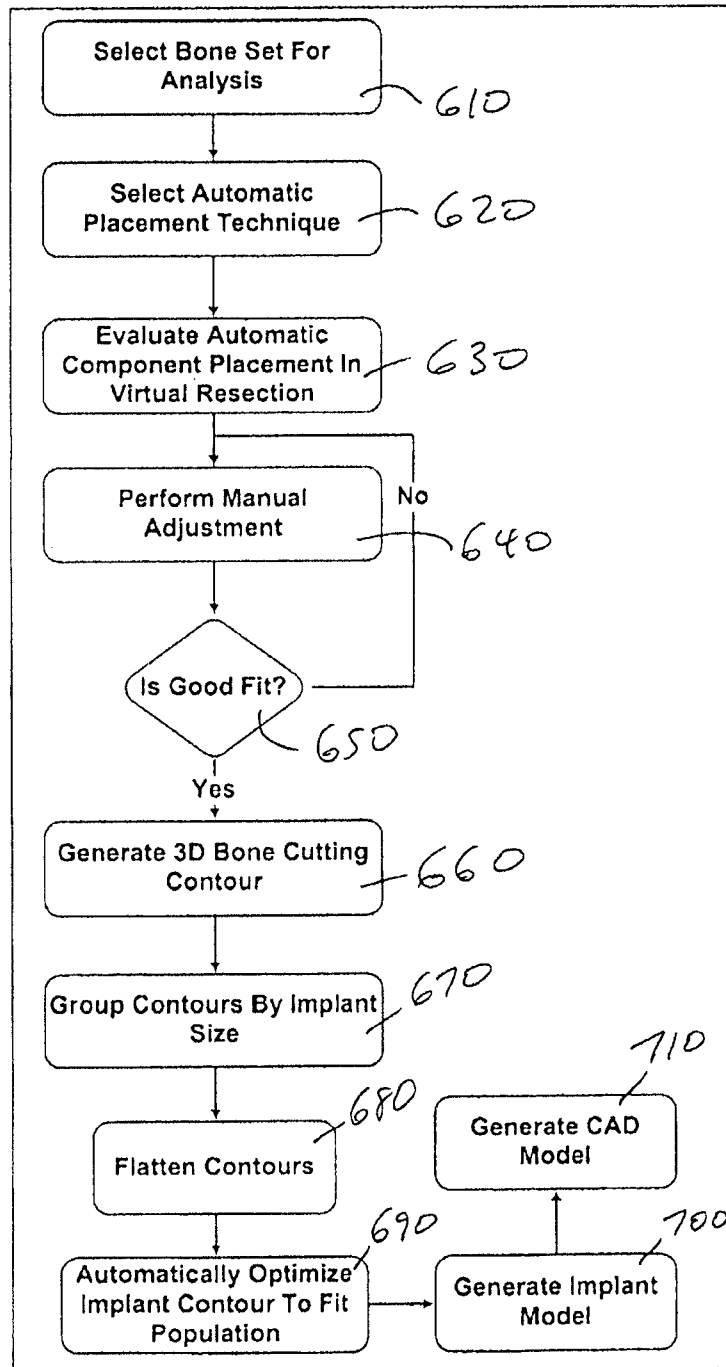 Select Bone Set For
Analysis
610
Select Automatic
Placement Technique
620
Evaluate Automatic
Component Placement In
Virtual Resection
630
Perform Manual
Adjustment
640
No
Is Good Fit?
650
Yes
Generate 3D Bone Cutting
Contour
660
Group Contours By Implant
Size
670
Flatten Contours
680
Automatically Optimize
Implant Contour To Fit
Population
690
Generate Implant
Model
700
Generate CAD
Model
710